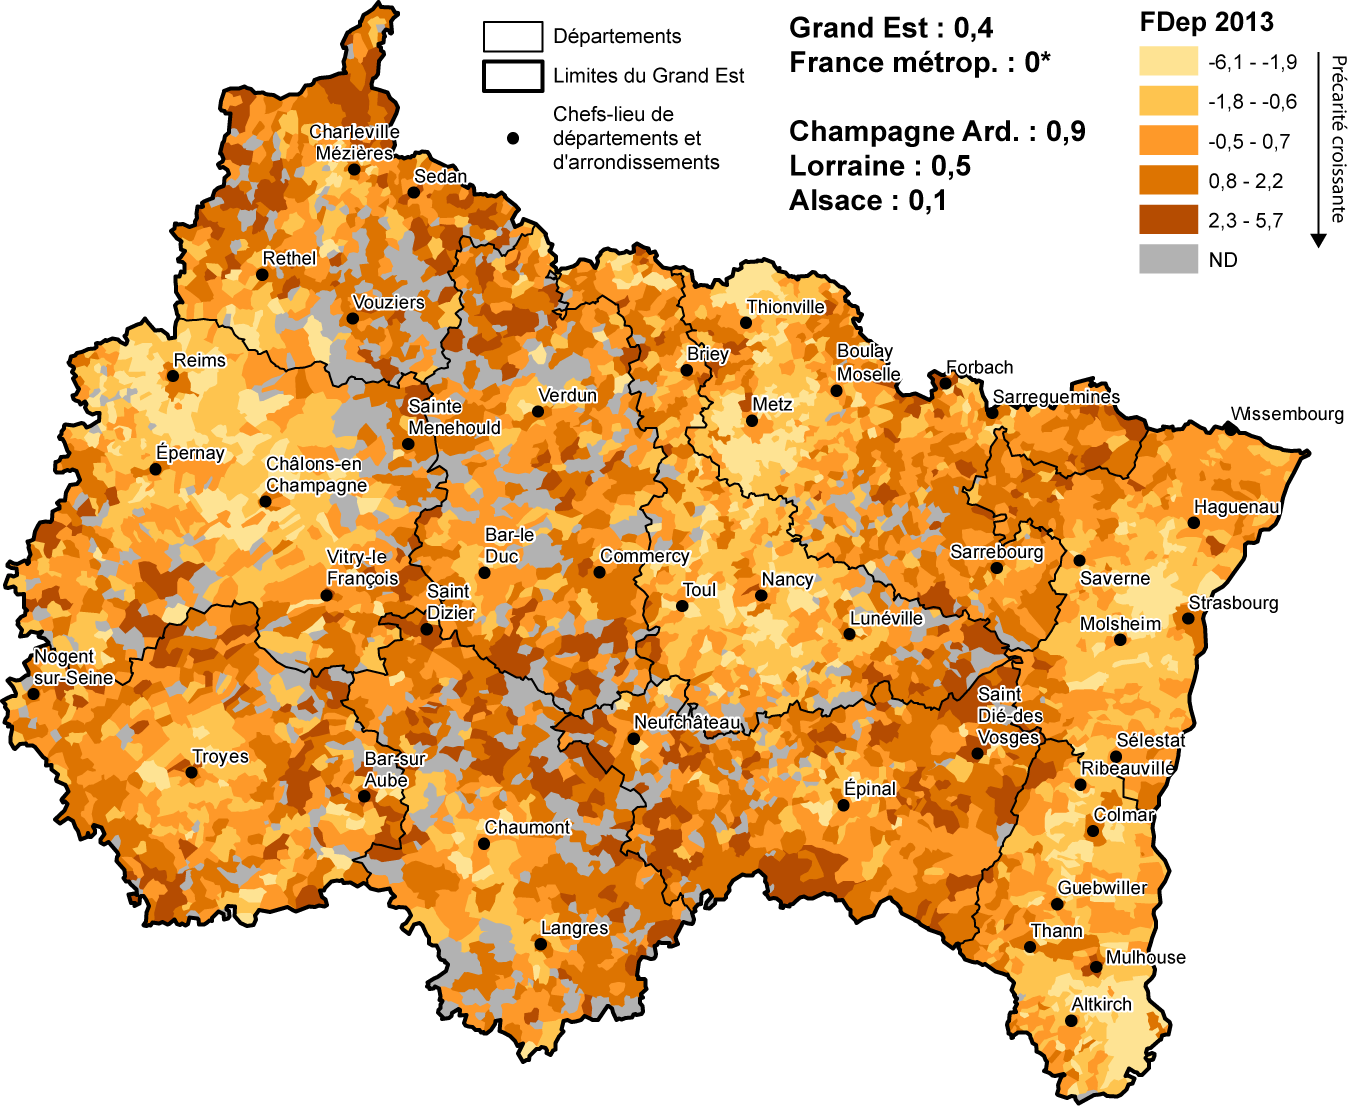 Départements
Limites du Grand Est
Chefs-lieu de
départements et
d'arrondissements
Grand Est : 0,4
France métrop. : 0*
Champagne Ard. : 0,9
Lorraine : 0,5
Alsace : 0,1
FDep 2013
-6,1 - -1,9
-1,8 - -0,6
-0,5 - 0,7
0,8 - 2,2
2,3 - 5,7
ND
Précarité croissante
Charleville
Mézières
Sedan
Rethel
Vouziers
Reims
Thionville
Briey
Boulay
Moselle
Forbach
Sarreguemines
Wissembourg
Verdun
Metz
Sainte
Menehould
Épernay
Châlons-en
Champagne
Haguenau
Bar-le
Duc
Commercy
Sarrebourg
Saverne
Vitry-le
François
Saint
Dizier
Toul
Nancy
Lunéville
Strasbourg
Molsheim
Nogent
sur-Seine
Saint
Dié-des
Vosges
Neufchâteau
Sélestat
Ribeauvillé
Troyes
Bar-sur
Aube
Épinal
Colmar
Chaumont
Guebwiller
Langres
Thann
Mulhouse
Altkirch